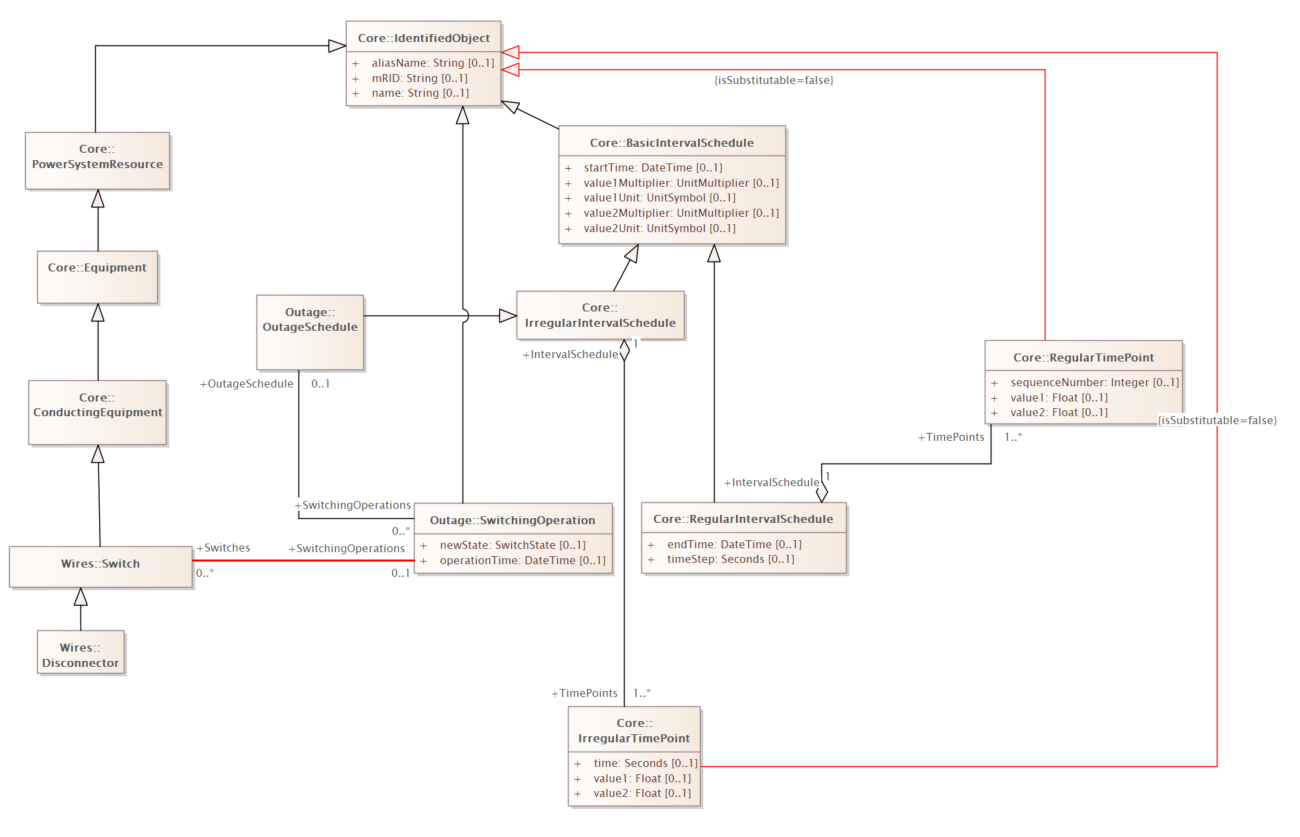 Core::IdentifiedObject
+ aliasName: String [0..1]
+ mRID: String [0..1]
+ name: String [0..1]
{isSubstitutable=false}
Core::
PowerSystemResource
Core::BasicIntervalSchedule
+ startTime: DateTime [0..1]
+ value1Multiplier: UnitMultiplier [0..1]
+ value1Unit: UnitSymbol [0..1]
+ value2Multiplier: UnitMultiplier [0..1]
+ value2Unit: UnitSymbol [0..1]
Core::Equipment
Outage::
OutageSchedule
Core::
IrregularIntervalSchedule
+IntervalSchedule
1
Core::RegularTimePoint
+ sequenceNumber: Integer [0..1]
+ value1: Float [0..1]
+ value2: Float [0..1]
{isSubstitutable=false}
+OutageSchedule 0..1
Core::
ConductingEquipment
+TimePoints 1..*
+IntervalSchedule
1
+SwitchingOperations
0..*
Outage::SwitchingOperation
+ newState: SwitchState [0..1]
+ operationTime: DateTime [0..1]
Core::RegularIntervalSchedule
+ endTime: DateTime [0..1]
+ timeStep: Seconds [0..1]
+Switches
0..*
+SwitchingOperations
0..1
Wires::Switch
Wires::
Disconnector
+TimePoints 1..*
Core::
IrregularTimePoint
+ time: Seconds [0..1]
+ value1: Float [0..1]
+ value2: Float [0..1]